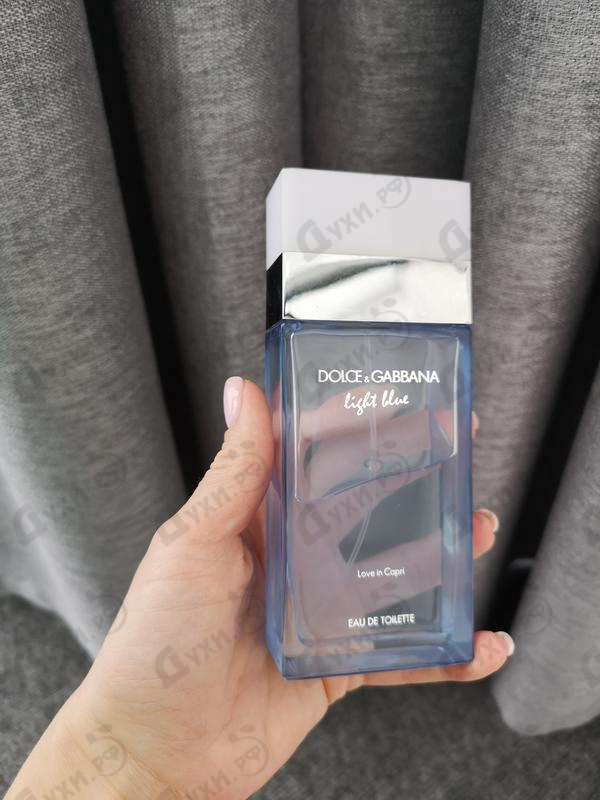 DOLCE & GABBANA
light blue
Love in Capri
EAU DE TOILETTE
Духи.РФ